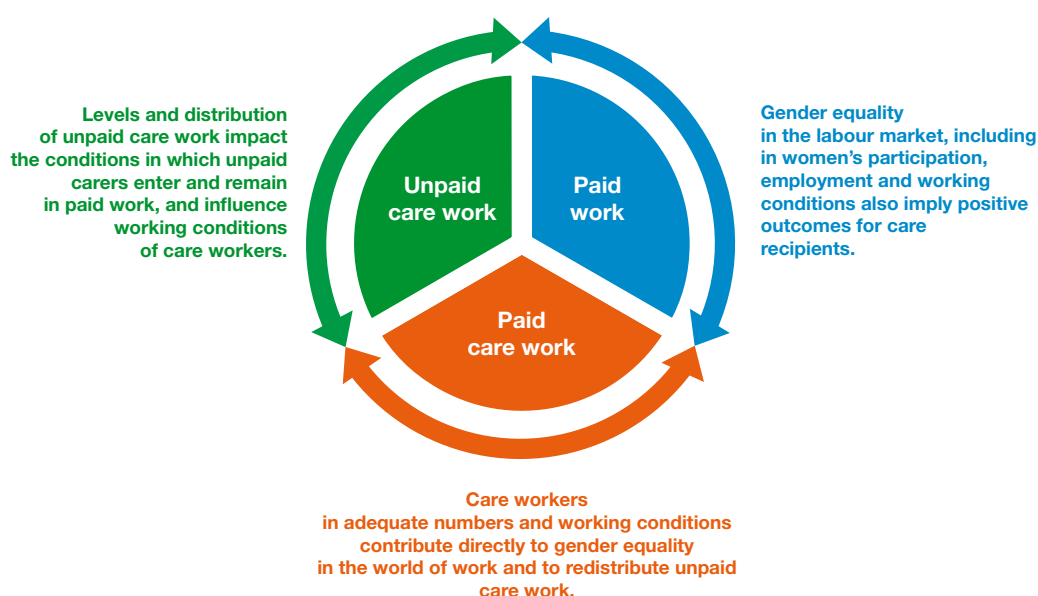 Levels and distribution
of unpaid care work impact
the conditions in which unpaid
carers enter and remain
in paid work, and influence
working conditions
of care workers.
Unpaid
care work
Paid
work
Gender equality
in the labour market, including
in women’s participation,
employment and working
conditions also imply positive
outcomes for care
recipients.
Paid
care work
Care workers
in adequate numbers and working conditions
contribute directly to gender equality
in the world of work and to redistribute unpaid
care work.